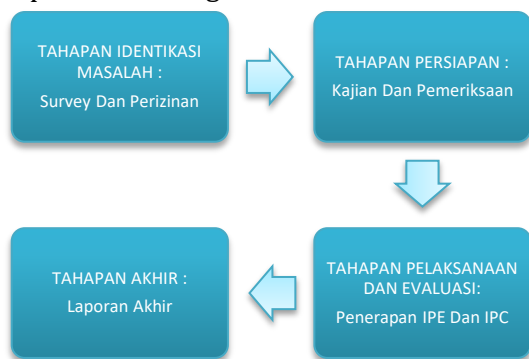 TAHAPAN IDENTIKASI
MASALAH :
Survey Dan Perizinan
TAHAPAN PERSIAPAN :
Kajian Dan Pemeriksaan
TAHAPAN PELAKSANAAN
DAN EVALUASI:
Penerapan IPE Dan IPC
TAHAPAN AKHIR :
Laporan Akhir